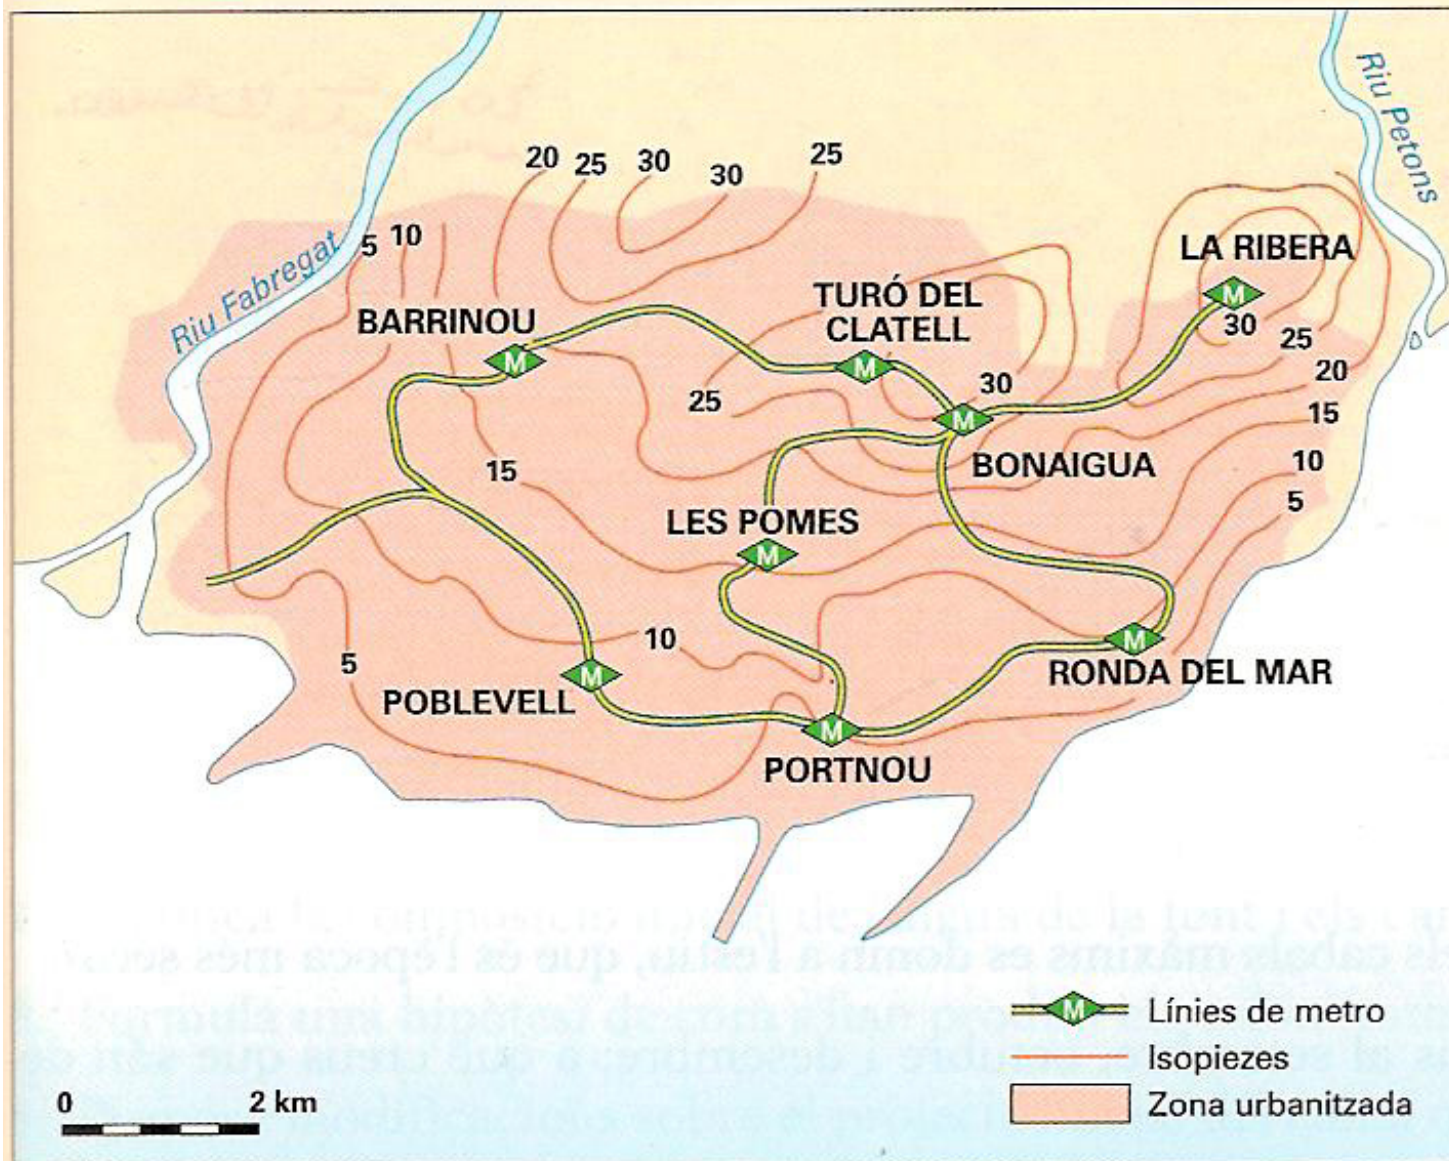 20
25
30
30
25
5
10
Riu Fabregat
Riu Petons
LA RIBERA
30
25
20
15
10
5
BARRINOU
TURÓ DEL
CLATELL
25
30
BONAIGUA
15
LES POMES
10
5
POBLEVELL
PORTNOU
RONDA DEL MAR
M
M
M
M
M
M
M
M
0
2 km
M
Línies de metro
Isopiezes
Zona urbanitzada